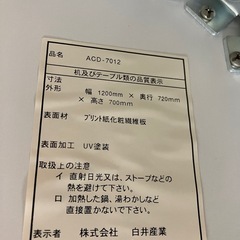 品名 ACD-7012
机及びテーブル類の品質表示
寸法 幅 1200mm × 奥行 720mm
外形 × 高さ 700mm
表面材 プリント紙化粧繊維板
表面加工 UV塗装
取扱上の注意
イ 直射日光又は、ストーブなどの
熱を避けて下さい。
ロ 加熱した鍋、湯わかしなど
直接置かないで下さい。
表示者 株式会社 白井産業